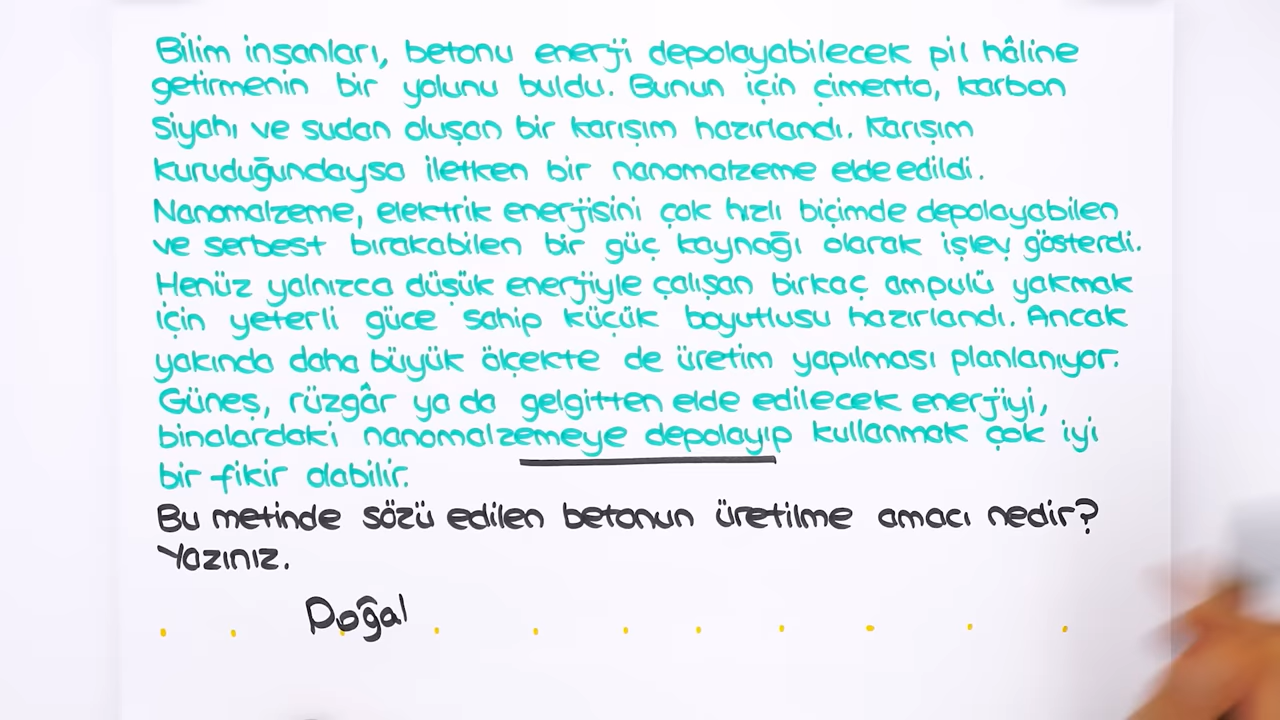 Bilim insanları, betonu enerji depolayabilecek pil hâline
getirmenin bir yolunu buldu. Bunun için çimento, karbon
siyahı ve sudan oluşan bir karışım hazırlandı. Karışım
kuruduğundaysa iletken bir nanomalzeme elde edildi.
Nanomalzeme, elektrik enerjisini çok hızlı biçimde depolayabilen
ve serbest bırakabilen bir güç kaynağı olarak işlev gösterdi.
Henüz yalnızca düşük enerjiyle çalışan birkaç ampulü yakmak
için yeterli güce sahip küçük boyutlusu hazırlandı. Ancak
yakında daha büyük ölçekte de üretim yapılması planlanıyor.
Güneş, rüzgâr ya da gelgitten elde edilecek enerjiyi,
binalardaki nanomalzemeye depolayıp kullanmak çok iyi
bir fikir olabilir.
Bu metinde sözü edilen betonun üretilme amacı nedir?
Yazınız.
Doğal